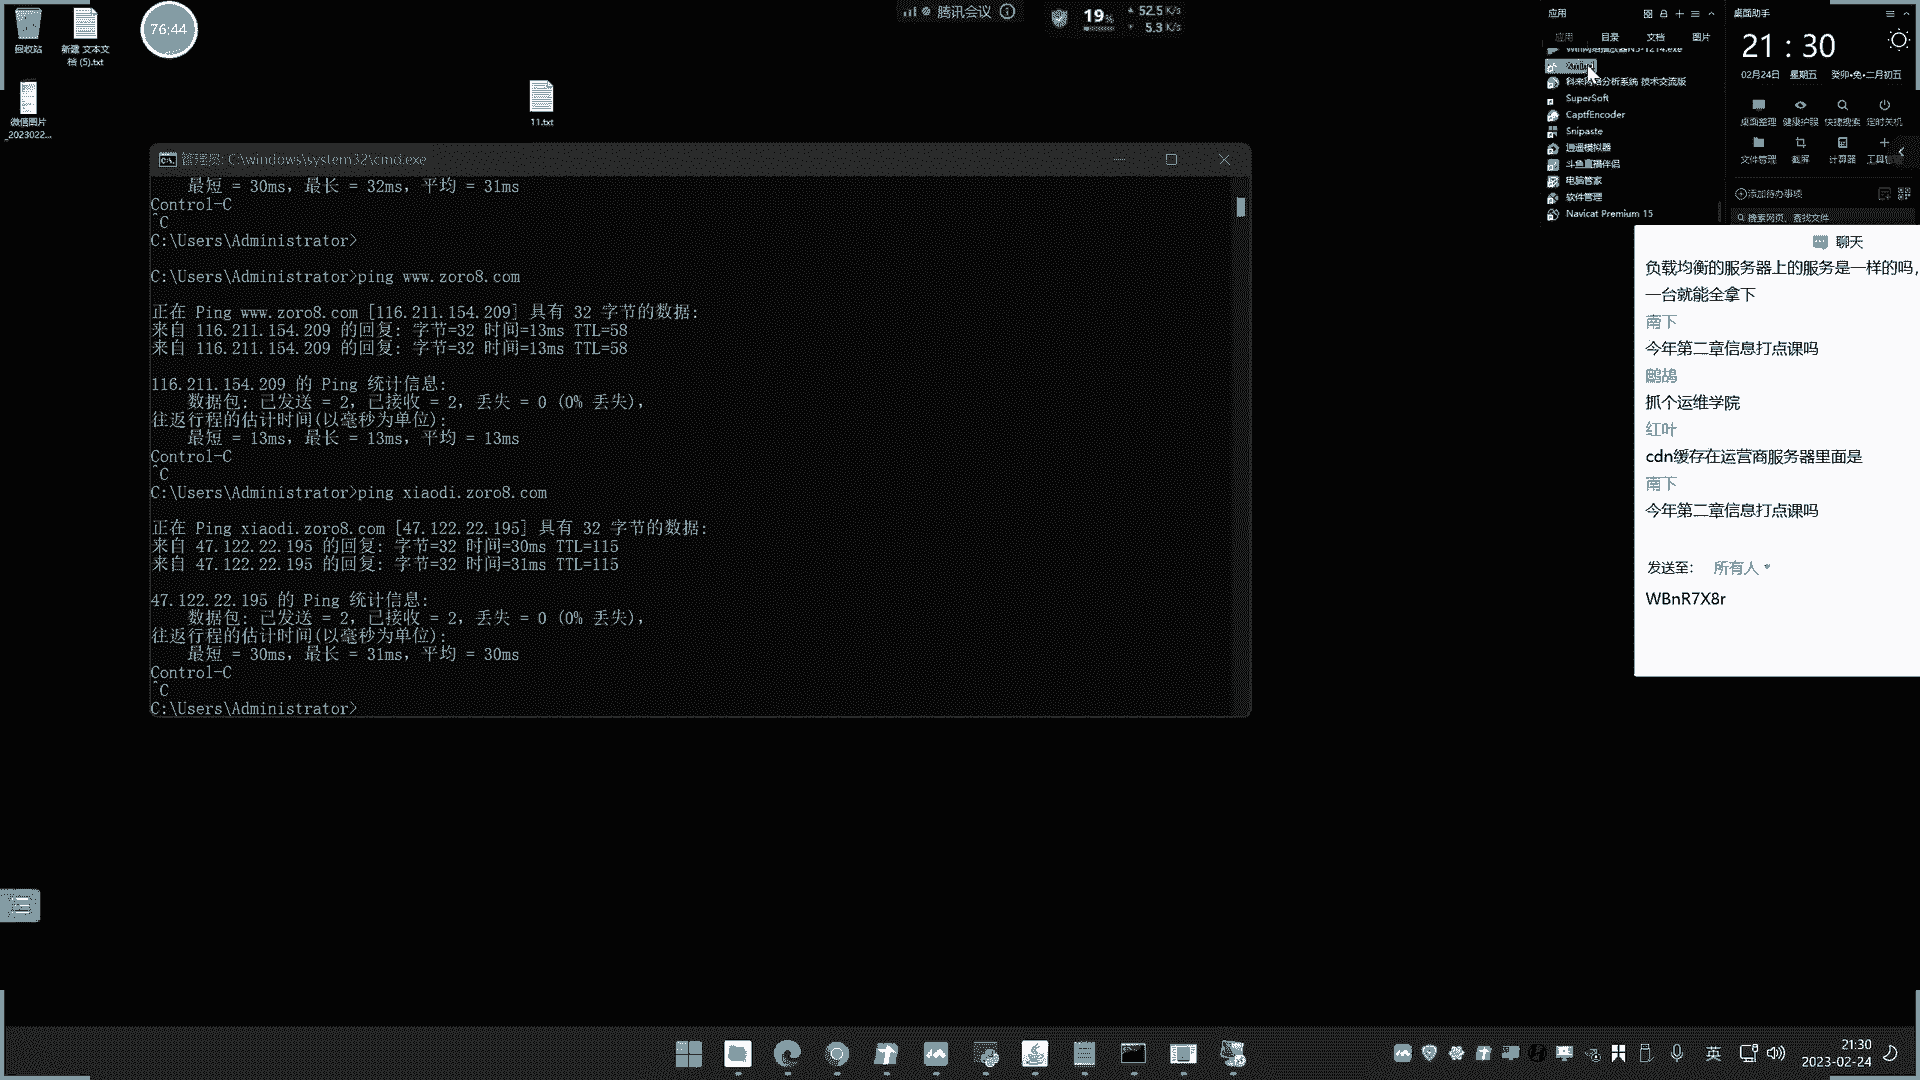 回收站
新建 文本文
档 (5).txt
76:44
微信图片
_2023022...
11.txt
腾讯会议
19%
52.5 K/s
5.3 K/s
管理员: C:\windows\system32\cmd.exe
最短 = 30ms，最长 = 32ms，平均 = 31ms
Control-C
^C
C:\Users\Administrator>
C:\Users\Administrator>ping www.zoro8.com
正在 Ping www.zoro8.com [116.211.154.209] 具有 32 字节的数据:
来自 116.211.154.209 的回复: 字节=32 时间=13ms TTL=58
来自 116.211.154.209 的回复: 字节=32 时间=13ms TTL=58
116.211.154.209 的 Ping 统计信息:
数据包: 已发送 = 2，已接收 = 2，丢失 = 0 (0% 丢失)，
往返行程的估计时间(以毫秒为单位):
最短 = 13ms，最长 = 13ms，平均 = 13ms
Control-C
^C
C:\Users\Administrator>ping xiaodi.zoro8.com
正在 Ping xiaodi.zoro8.com [47.122.22.195] 具有 32 字节的数据:
来自 47.122.22.195 的回复: 字节=32 时间=30ms TTL=115
来自 47.122.22.195 的回复: 字节=32 时间=31ms TTL=115
47.122.22.195 的 Ping 统计信息:
数据包: 已发送 = 2，已接收 = 2，丢失 = 0 (0% 丢失)，
往返行程的估计时间(以毫秒为单位):
最短 = 30ms，最长 = 31ms，平均 = 30ms
Control-C
^C
C:\Users\Administrator>
应用
应用 目录 文档 图片
科来网络分析系统 技术交流版
SuperSoft
CaptfEncoder
Snipaste
逍遥模拟器
斗鱼直播伴侣
电脑管家
软件管理
Navicat Premium 15
桌面助手
21 : 30
02月24日 星期五 癸卯•兔•二月初五
桌面整理 健康护眼 快捷搜索 定时关机
文件管理 截屏 计算器
添加待办事项
搜索网页、查找文件
聊天
负载均衡的服务器上的服务是一样的吗，
一台就能全拿下
南下
今年第二章信息打点课吗
鹧鸪
抓个运维学院
红叶
cdn缓存在运营商服务器里面是
南下
今年第二章信息打点课吗
发送至: 所有人
WBnR7X8r
英
21:30
2023-02-24